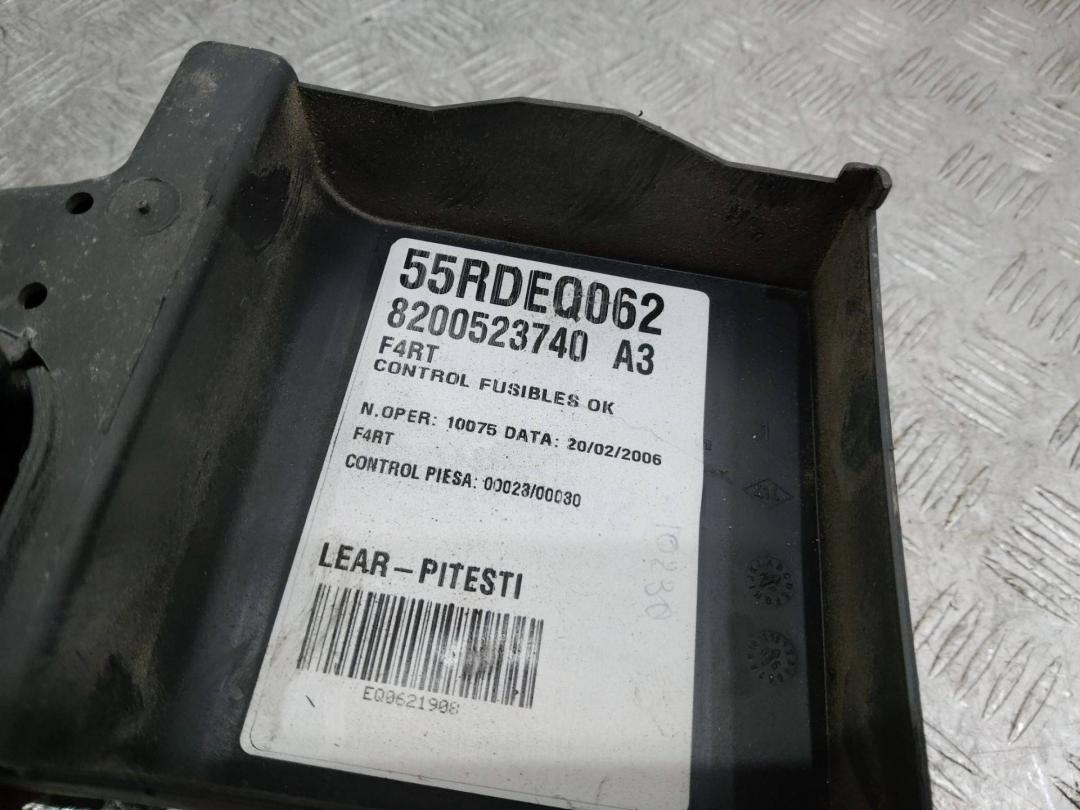 55RDEQ062
8200523740 A3
F4RT
CONTROL FUSIBLES OK
N.OPER: 10075 DATA: 20/02/2006
F4RT
CONTROL PIESA: 00023/00030
10230
LEAR-PITESTI
EQ0621908